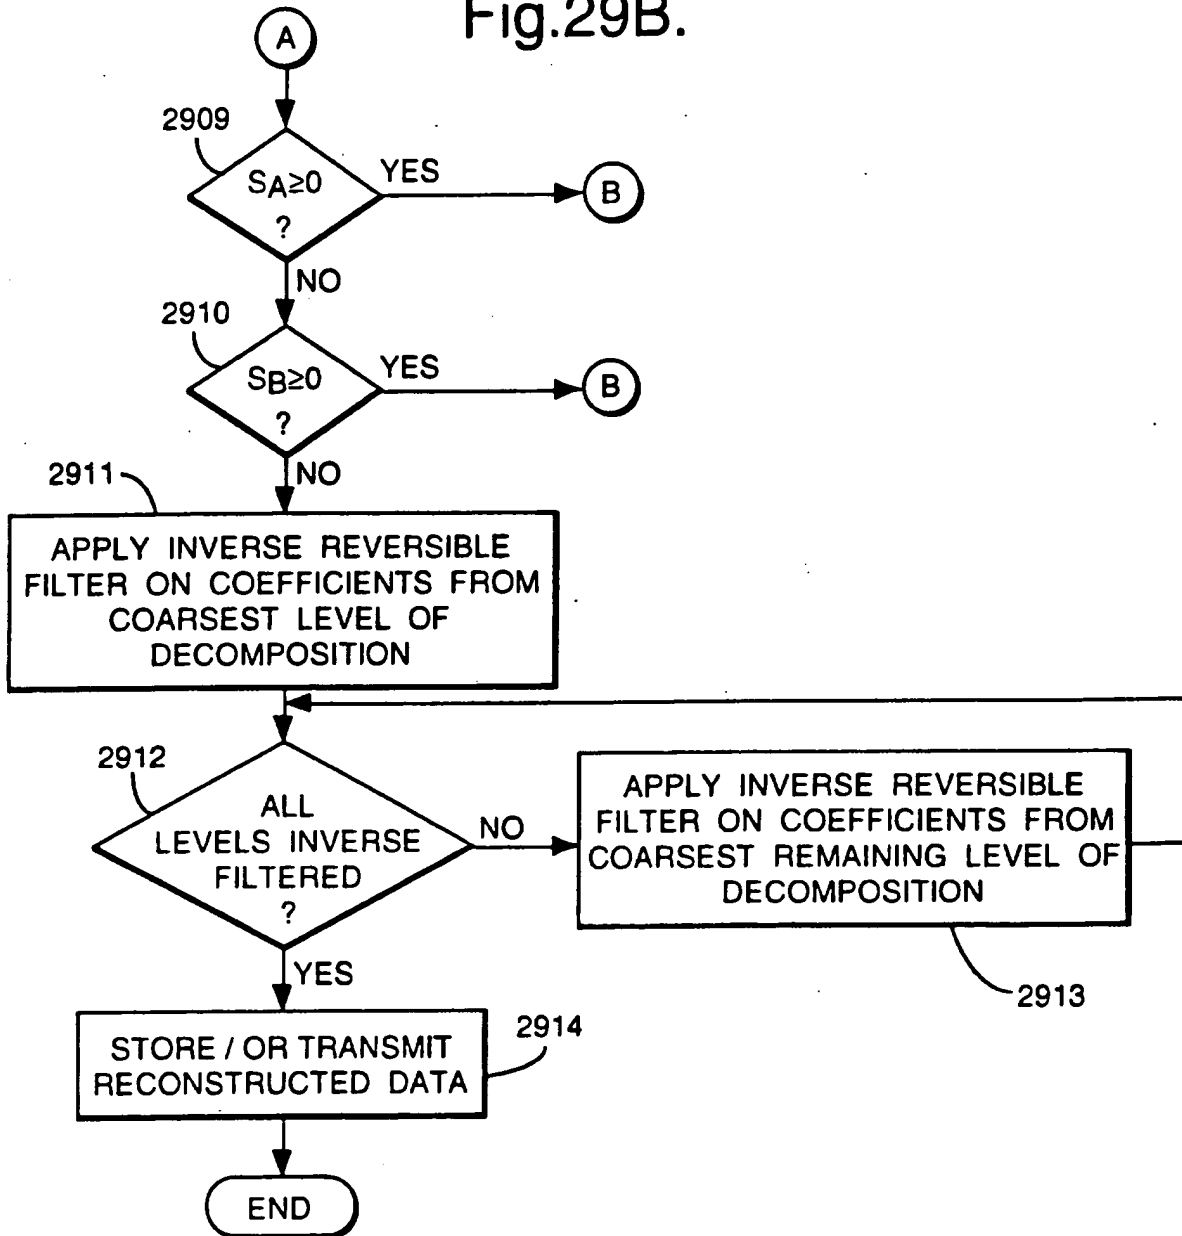 Fig.29B.
A
2909
SA≥0
?
YES
B
NO
2910
SB≥0
?
YES
B
NO
2911
APPLY INVERSE REVERSIBLE
FILTER ON COEFFICIENTS FROM
COARSEST LEVEL OF
DECOMPOSITION
2912
ALL
LEVELS INVERSE
FILTERED
?
NO
APPLY INVERSE REVERSIBLE
FILTER ON COEFFICIENTS FROM
COARSEST REMAINING LEVEL OF
DECOMPOSITION
2913
YES
STORE / OR TRANSMIT
RECONSTRUCTED DATA
2914
END